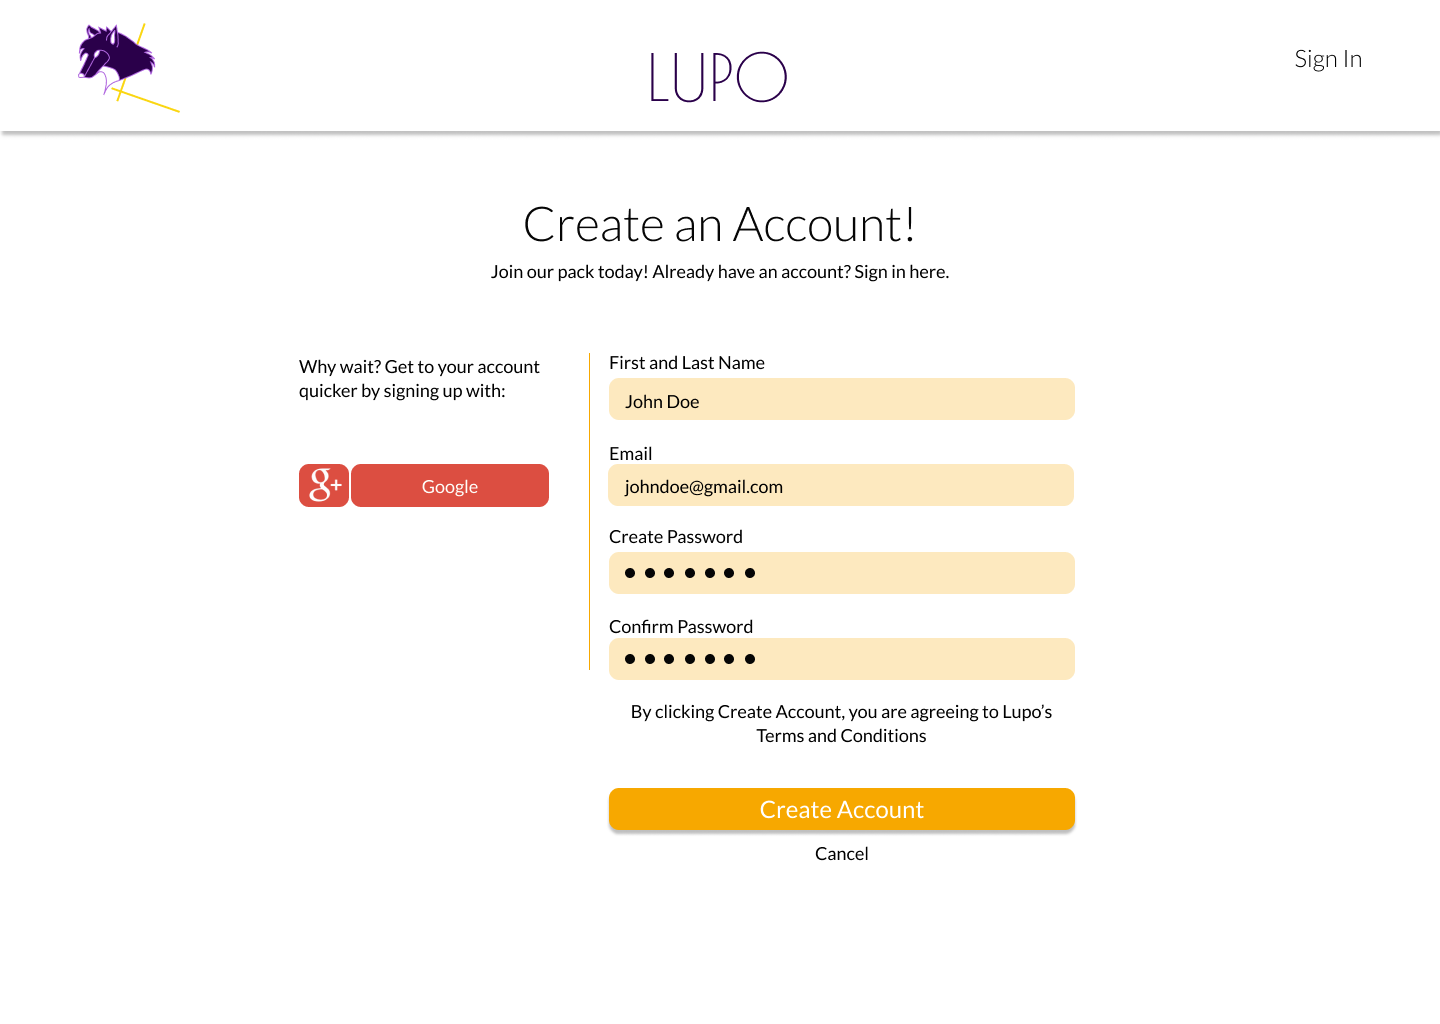 LUPO
Sign In
Create an Account!
Join our pack today! Already have an account? Sign in here.
Why wait? Get to your account
quicker by signing up with:
g+
Google
First and Last Name
John Doe
Email
johndoe@gmail.com
Create Password
Confirm Password
By clicking Create Account, you are agreeing to Lupo’s
Terms and Conditions
Create Account
Cancel